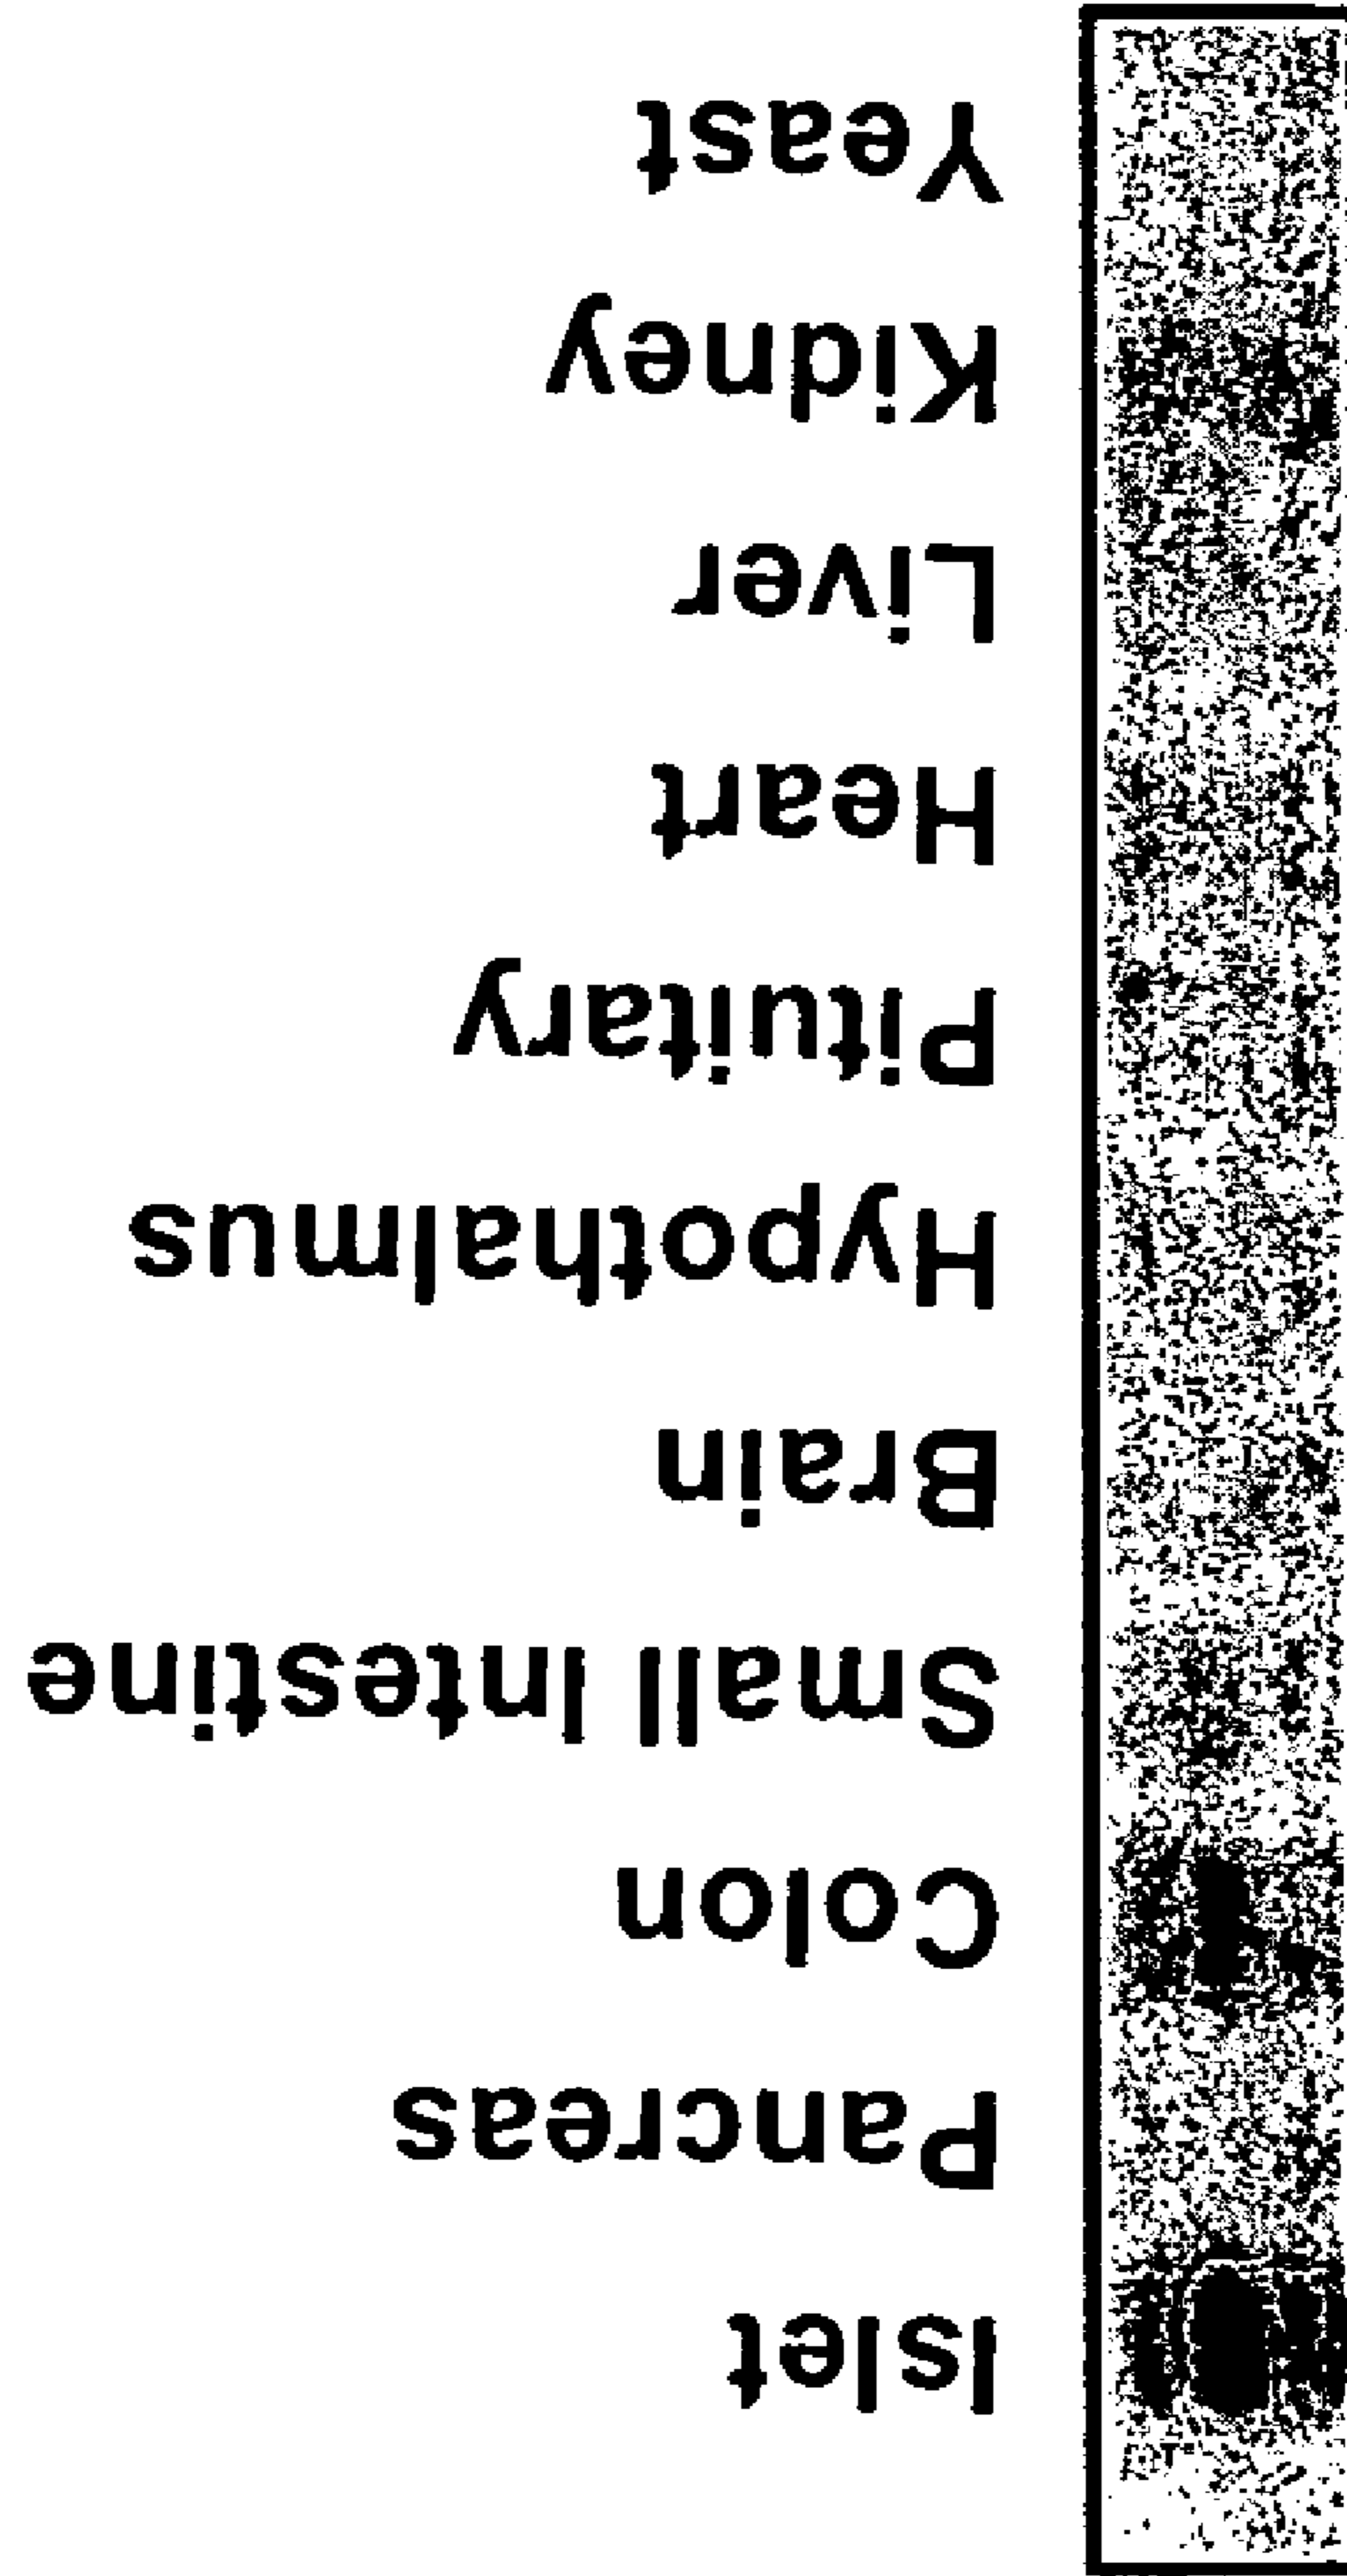 Islet
Pancreas
Colon
Small Intestine
Brain
Hypothalmus
Pituitary
Heart
Liver
Kidney
Yeast